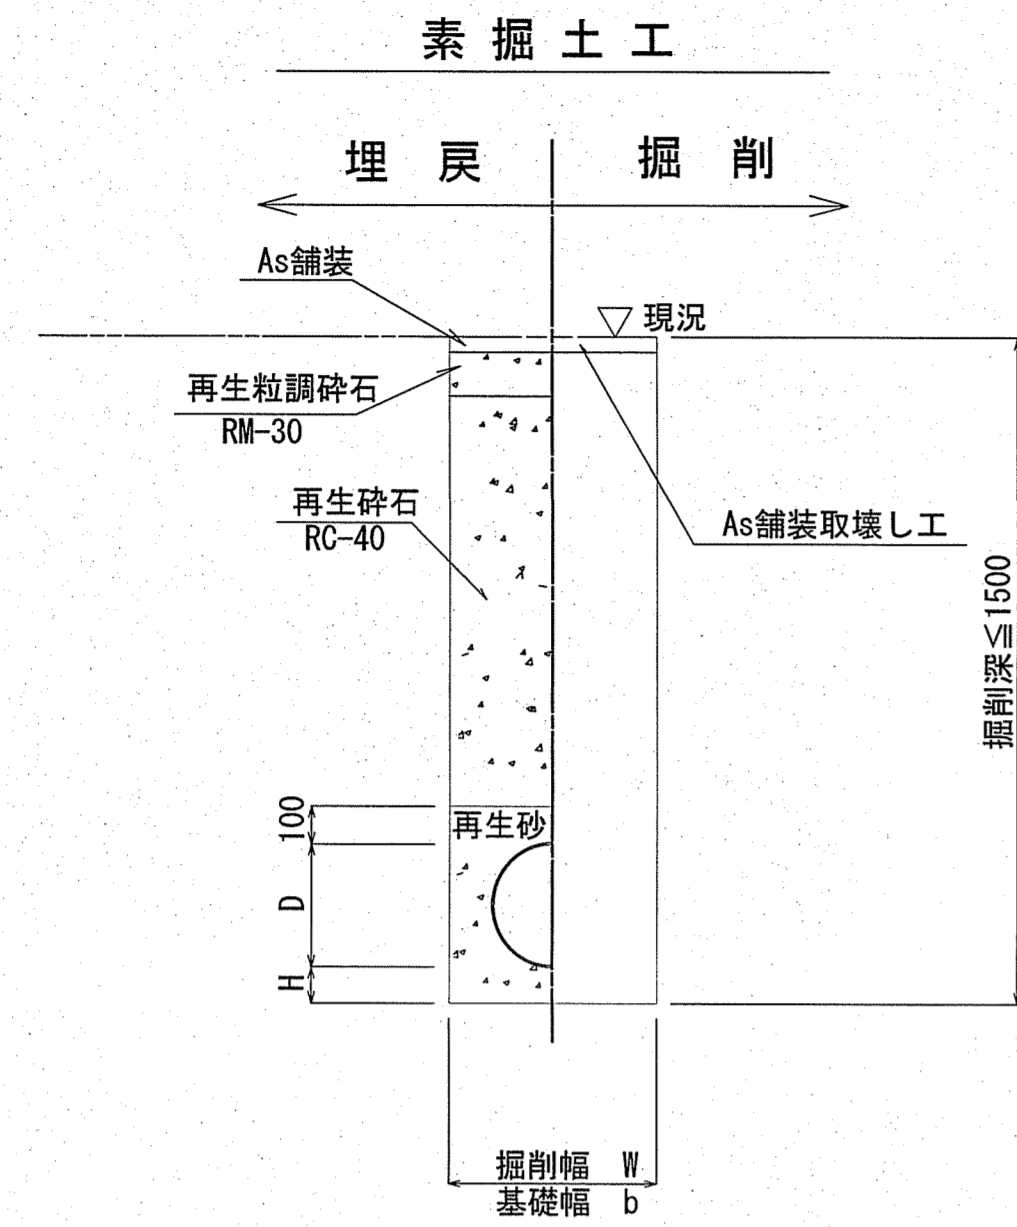 素掘土工
埋戻
掘削
As舗装
現況
再生粒調砕石
RM-30
再生砕石
RC-40
As舗装取壊し工
掘削深≦1500
再生砂
100
D
H
掘削幅 W
基礎幅 b